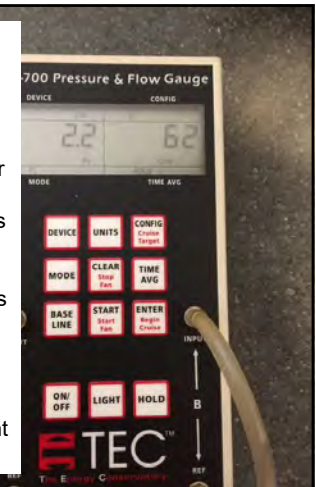 -700 Pressure & Flow Gauge
DEVICE CONFIG
2.2 62
MODE TIME AVG
DEVICE UNITS CONFIG
Cruise
Target
MODE CLEAR TIME
Stop AVG
Fan
BASE START ENTER
LINE Start Begin
Fan Cruise
INPUT
ON/ LIGHT HOLD
OFF
B
TEC™
The Energy Conservatory
REF